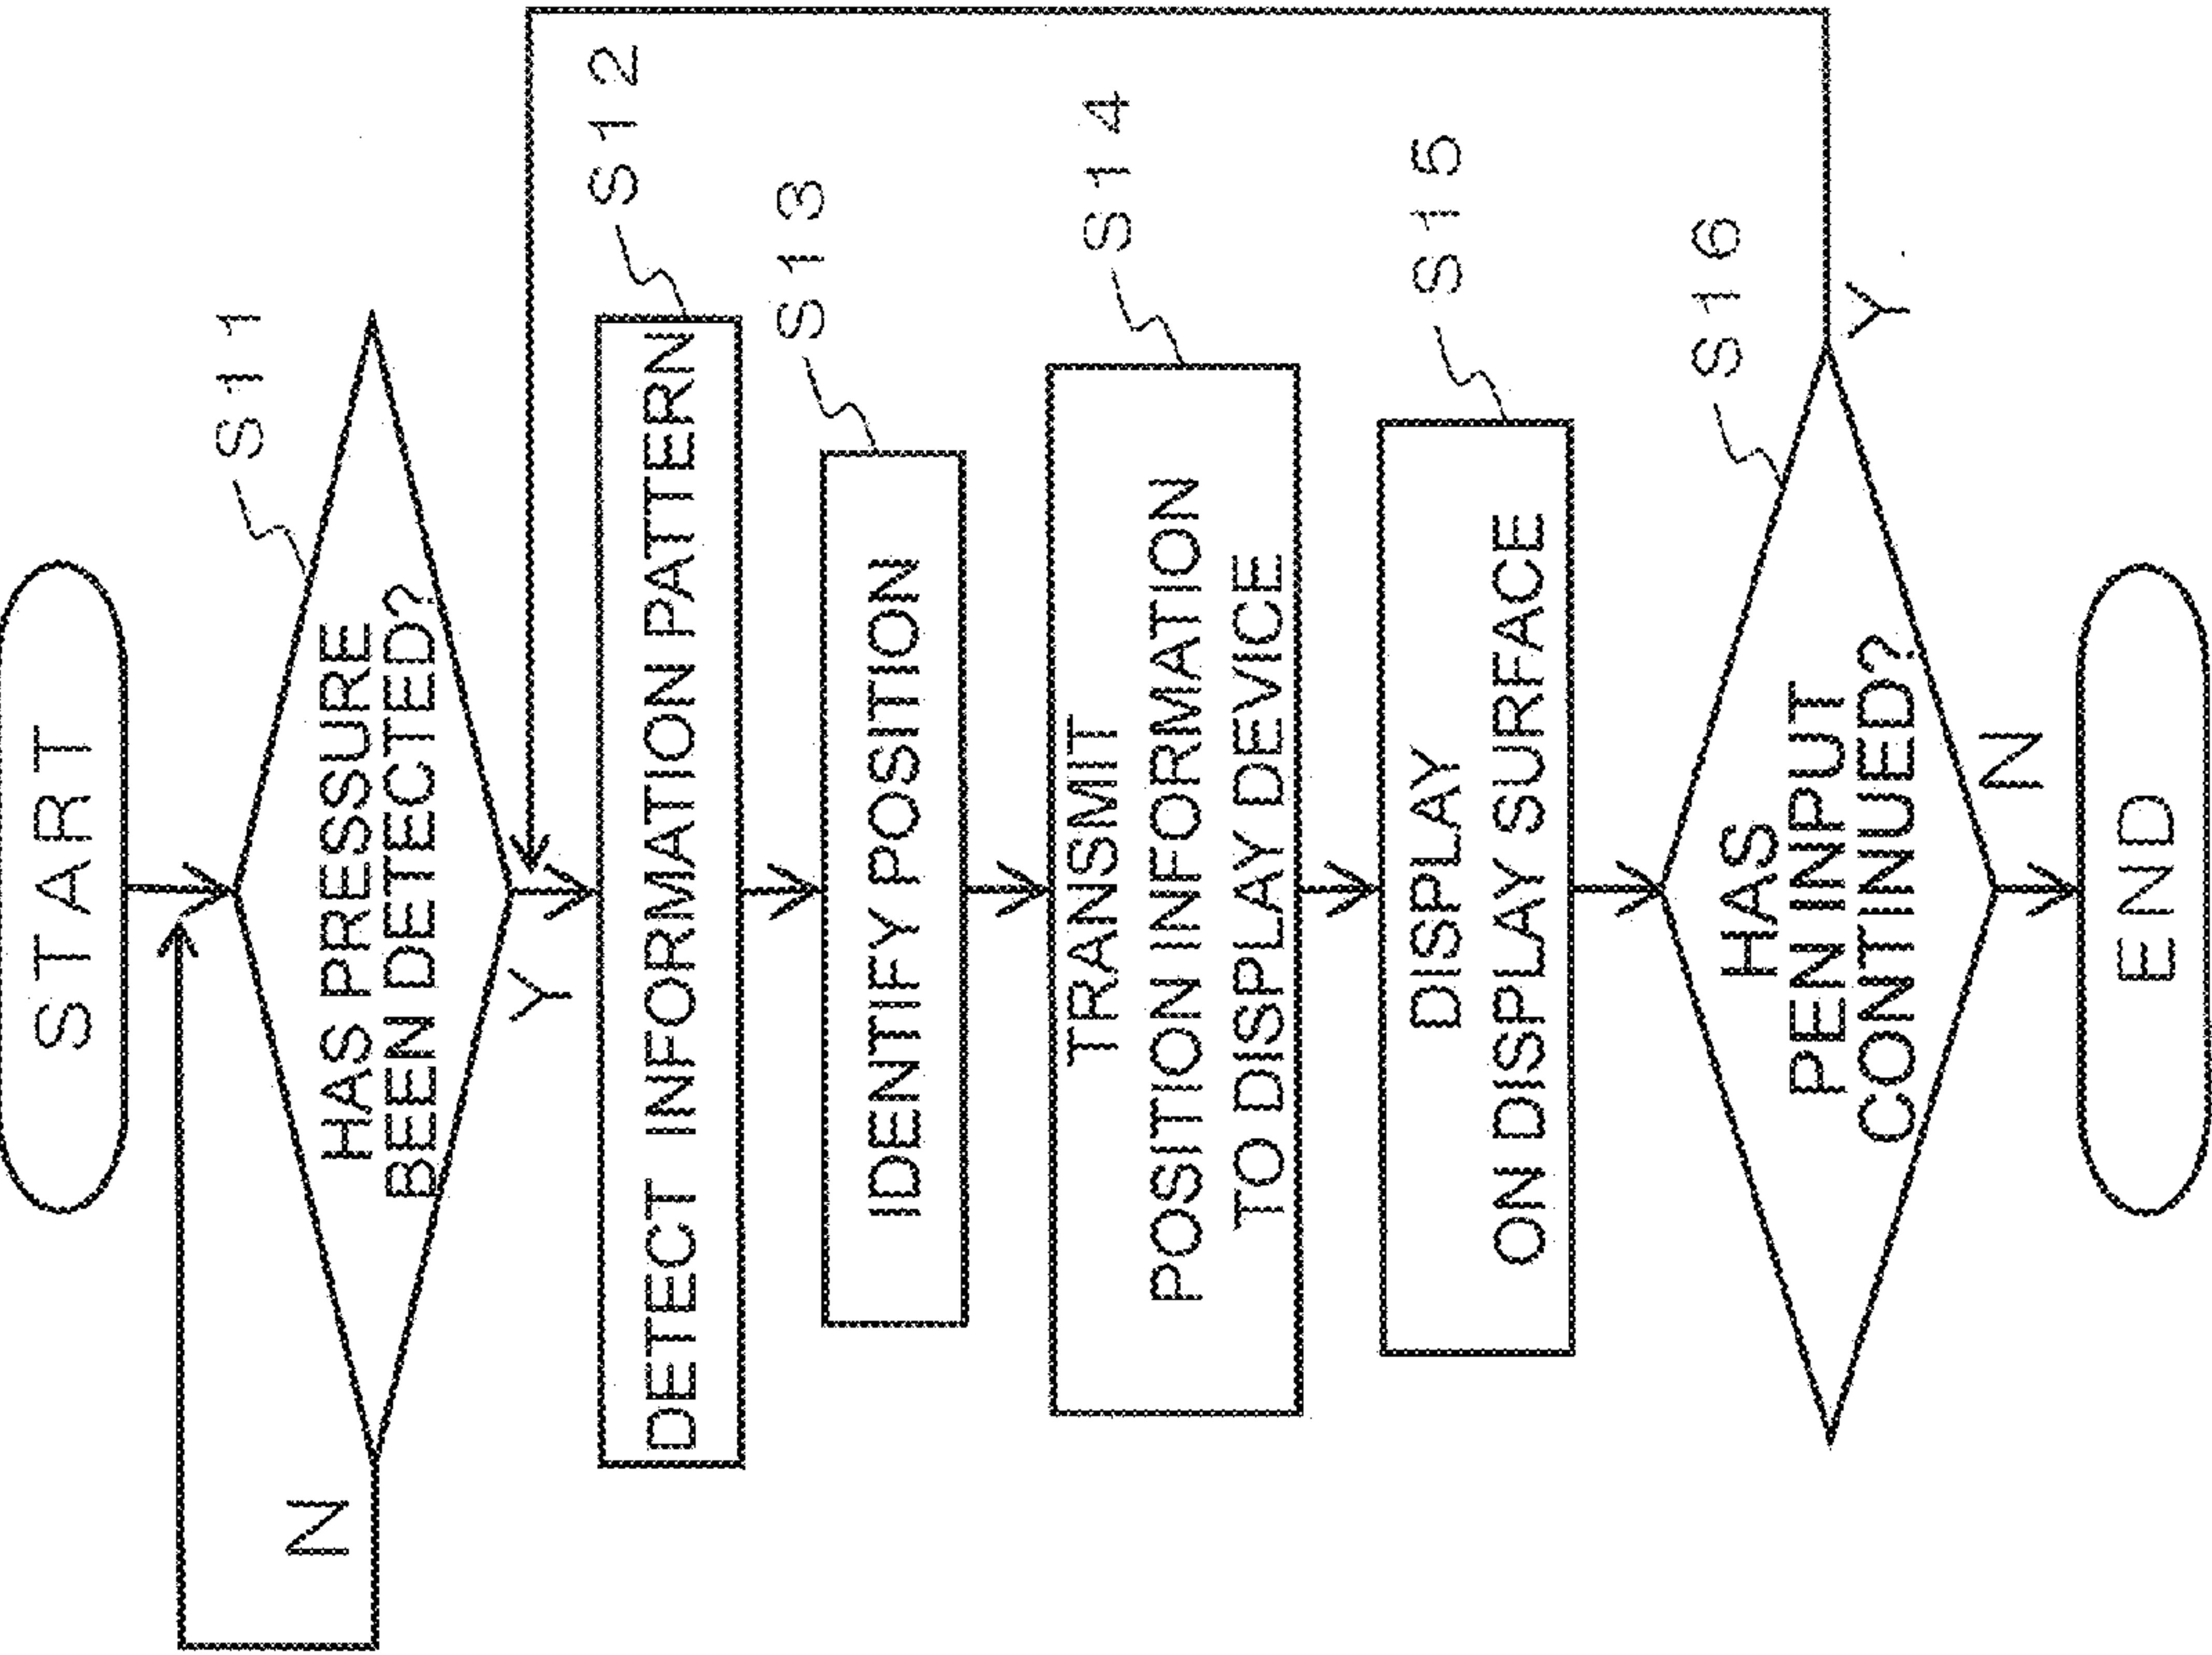 START
S11
HAS PRESSURE
BEEN DETECTED?
N
Y
S12
DETECT INFORMATION PATTERN
S13
IDENTIFY POSITION
S14
TRANSMIT
POSITION INFORMATION
TO DISPLAY DEVICE
S15
DISPLAY
ON DISPLAY SURFACE
S16
HAS
PEN INPUT
CONTINUED?
Y
N
END